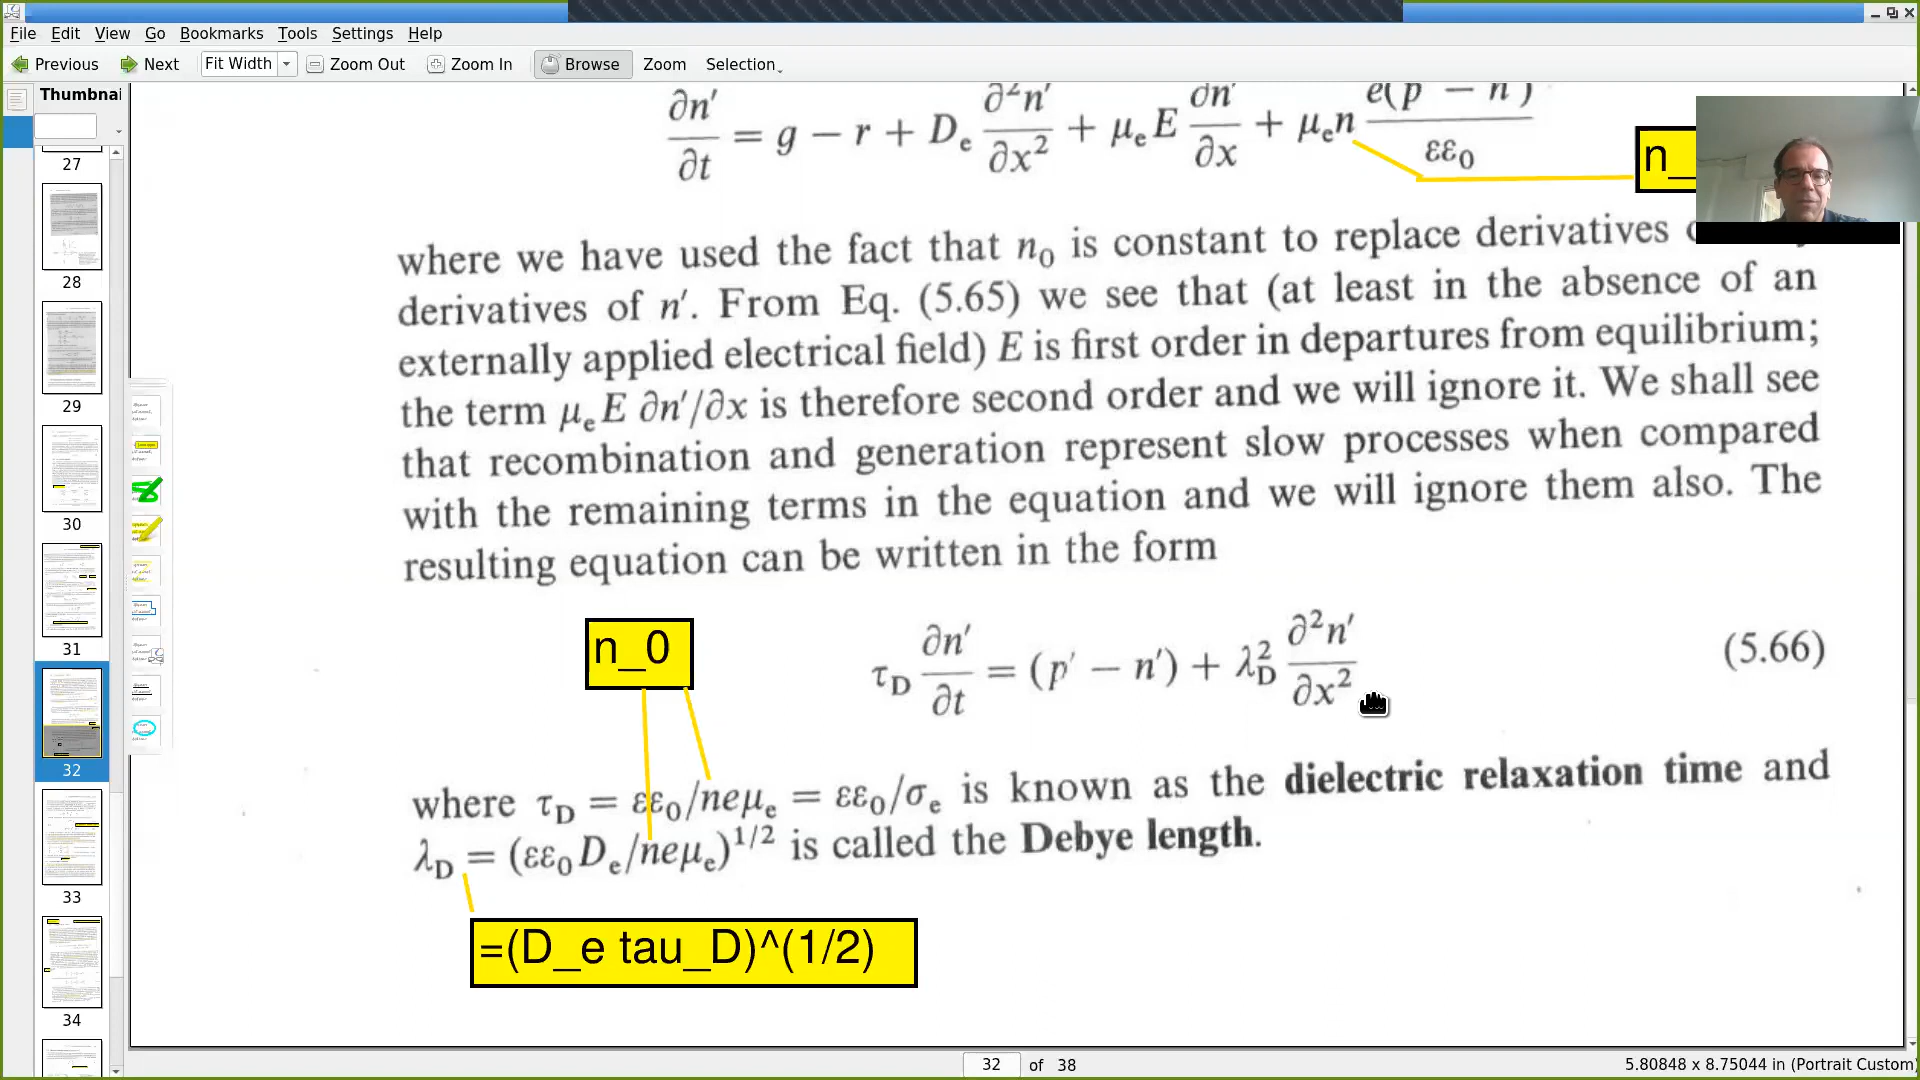 File Edit View Go Bookmarks Tools Settings Help
Previous Next Fit Width Zoom Out Zoom In Browse Zoom Selection
Thumbnai
27
28
29
30
31
32
33
34
∂n′/∂t = g − r + Dₑ ∂²n′/∂x² + μₑE ∂n′/∂x + μₑn e(p − n)/εε₀
n_
where we have used the fact that n₀ is constant to replace derivatives
derivatives of n′. From Eq. (5.65) we see that (at least in the absence of an
externally applied electrical field) E is first order in departures from equilibrium;
the term μₑE ∂n′/∂x is therefore second order and we will ignore it. We shall see
that recombination and generation represent slow processes when compared
with the remaining terms in the equation and we will ignore them also. The
resulting equation can be written in the form
n_0
τ_D ∂n′/∂t = (p′ − n′) + λ_D² ∂²n′/∂x² (5.66)
where τ_D = εε₀/neμₑ = εε₀/σₑ is known as the dielectric relaxation time and
λ_D = (εε₀Dₑ/neμₑ)^1/2 is called the Debye length.
=(D_e tau_D)^(1/2)
32 of 38
5.80848 x 8.75044 in (Portrait Custom)